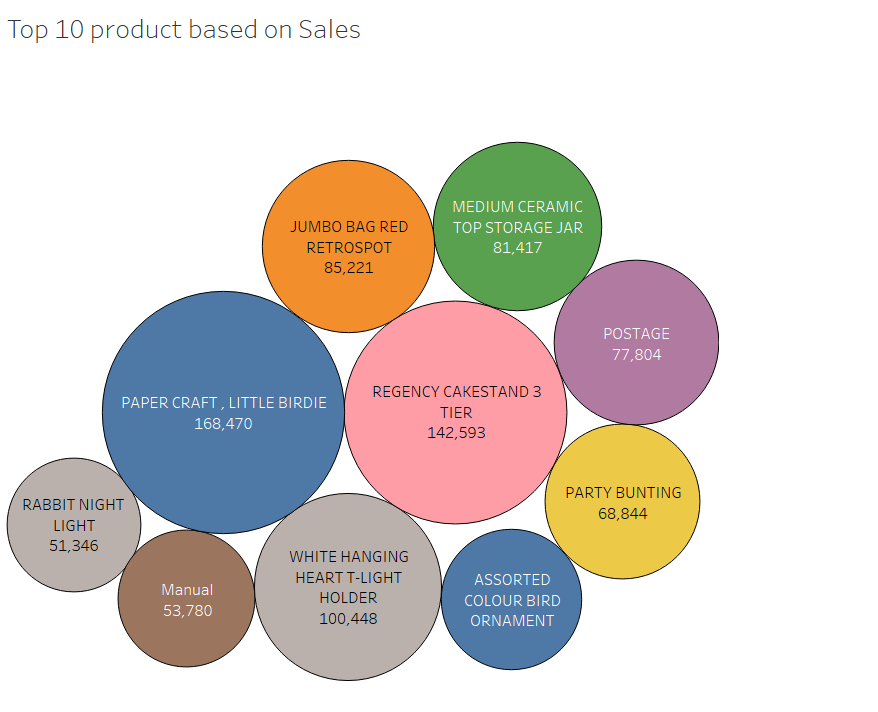 Top 10 product based on Sales
JUMBO BAG RED
RETROSPOT
85,221
MEDIUM CERAMIC
TOP STORAGE JAR
81,417
POSTAGE
77,804
PAPER CRAFT , LITTLE BIRDIE
168,470
REGENCY CAKESTAND 3
TIER
142,593
PARTY BUNTING
68,844
RABBIT NIGHT
LIGHT
51,346
Manual
53,780
WHITE HANGING
HEART T-LIGHT
HOLDER
100,448
ASSORTED
COLOUR BIRD
ORNAMENT